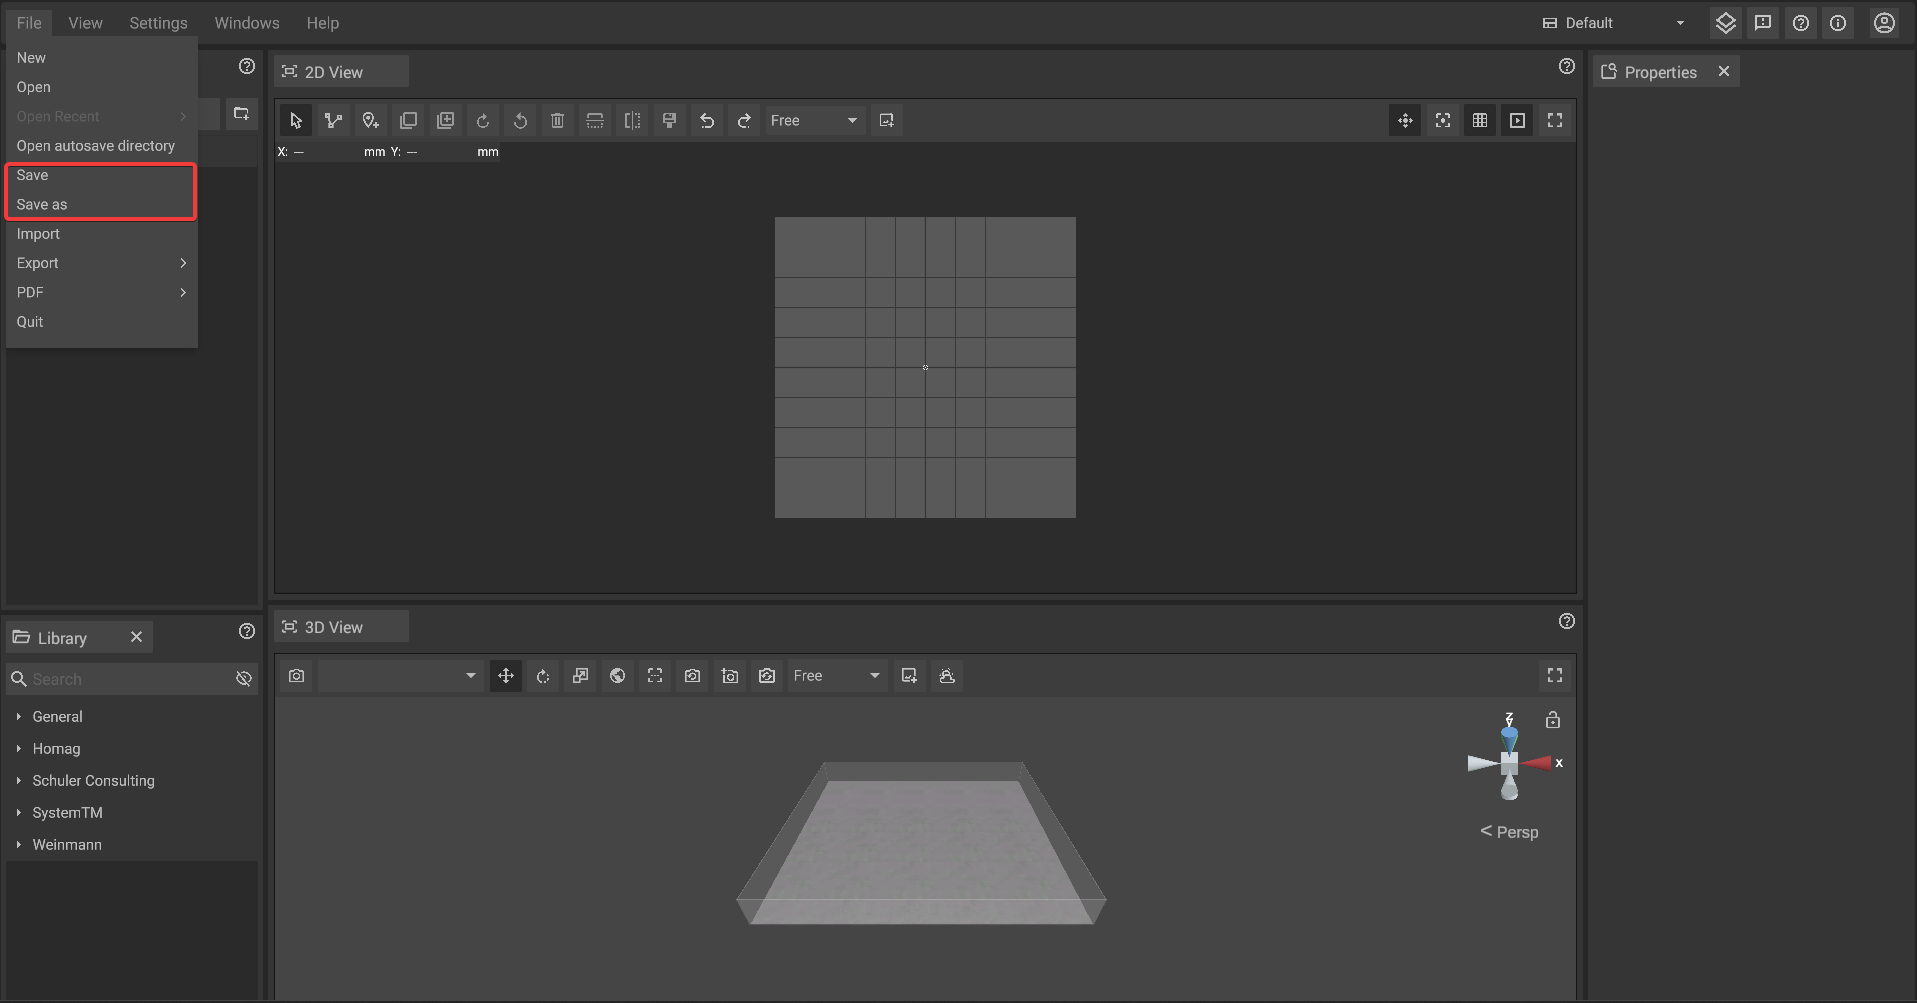 File View Settings Windows Help
Default
New
Open
Open Recent
Open autosave directory
Save
Save as
Import
Export
PDF
Quit
2D View
Free
X: --- mm Y: --- mm
Properties
Library
Search
General
Homag
Schuler Consulting
SystemTM
Weinmann
3D View
Free
Z
Y
x
< Persp